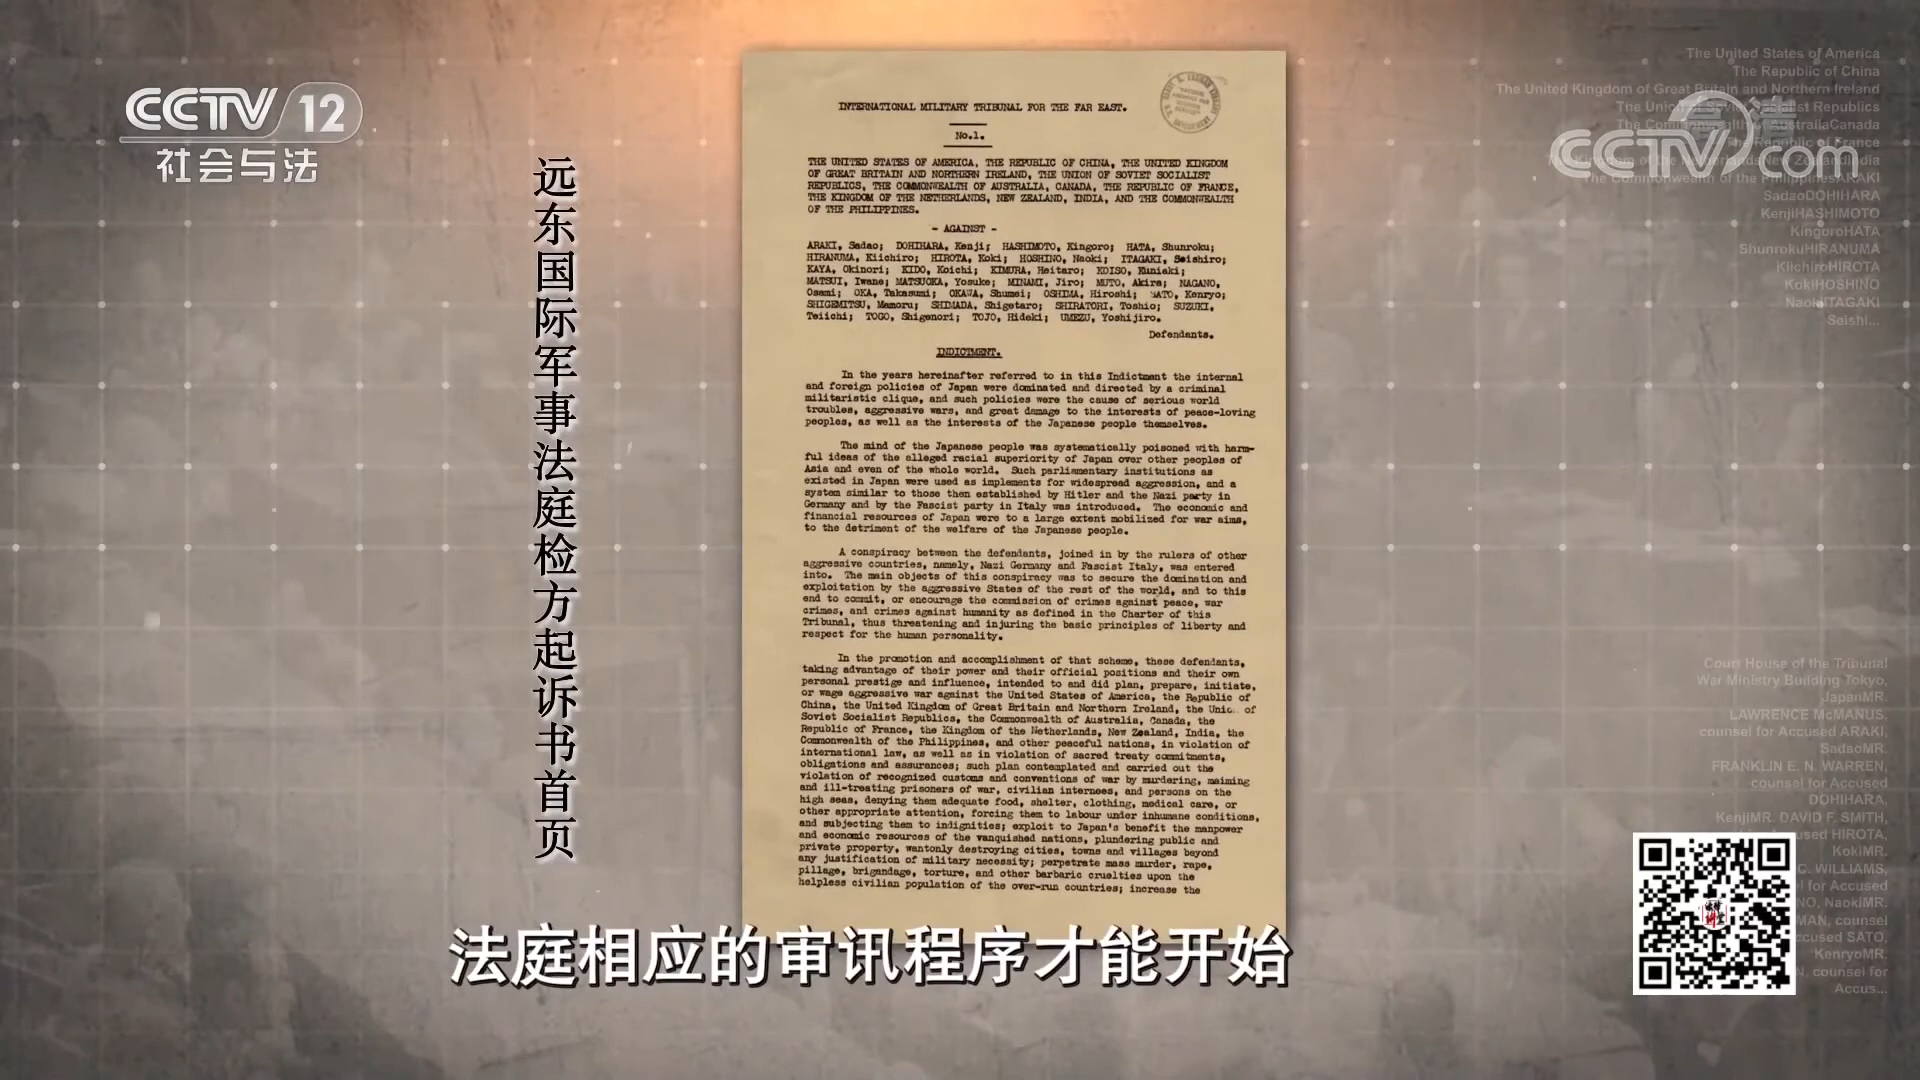 CCTV 12
社会与法
高清
CCTV com
The United States of America
The Republic of China
The United Kingdom of Great Britain and Northern Ireland
The Commonwealth of the PhilippinesARAKI
SadaoDOHIHARA
KenjiHASHIMOTO
KingoroHATA
ShunrokuHIRANUMA
KiichiroHIROTA
KokiHOSHINO
NaokiITAGAKI
Seishi...
远东国际军事法庭检方起诉书首页
INTERNATIONAL MILITARY TRIBUNAL FOR THE FAR EAST.
No.1.
THE UNITED STATES OF AMERICA, THE REPUBLIC OF CHINA, THE UNITED KINGDOM
OF GREAT BRITAIN AND NORTHERN IRELAND, THE UNION OF SOVIET SOCIALIST
REPUBLICS, THE COMMONWEALTH OF AUSTRALIA, CANADA, THE REPUBLIC OF FRANCE,
THE KINGDOM OF THE NETHERLANDS, NEW ZEALAND, INDIA, AND THE COMMONWEALTH
OF THE PHILIPPINES.
- AGAINST -
ARAKI, Sadao; DOHIHARA, Kenji; HASHIMOTO, Kingoro; HATA, Shunroku;
HIRANUMA, Kiichiro; HIROTA, Koki; HOSHINO, Naoki; ITAGAKI, Seishiro;
KAYA, Okinori; KIDO, Koichi; KIMURA, Heitaro; KOISO, Kuniaki;
MATSUI, Iwane; MATSUOKA, Yosuke; MINAMI, Jiro; MUTO, Akira; NAGANO,
Osami; OKA, Takasumi; OKAWA, Shumei; OSHIMA, Hiroshi; SATO, Kenryo;
SHIGEMITSU, Mamoru; SHIMADA, Shigetaro; SHIRATORI, Toshio; SUZUKI,
Teiichi; TOGO, Shigenori; TOJO, Hideki; UMEZU, Yoshijiro.
Defendants.
INDICTMENT.
In the years hereinafter referred to in this Indictment the internal
and foreign policies of Japan were dominated and directed by a criminal
militaristic clique, and such policies were the cause of serious world
troubles, aggressive wars, and great damage to the interests of peace-loving
peoples, as well as the interests of the Japanese people themselves.
The mind of the Japanese people was systematically poisoned with harm-
ful ideas of the alleged racial superiority of Japan over other peoples of
Asia and even of the whole world. Such parliamentary institutions as
existed in Japan were used as implements for widespread aggression, and a
system similar to those then established by Hitler and the Nazi party in
Germany and by the Fascist party in Italy was introduced. The economic and
financial resources of Japan were to a large extent mobilized for war aims,
to the detriment of the welfare of the Japanese people.
A conspiracy between the defendants, joined in by the rulers of other
aggressive countries, namely, Nazi Germany and Fascist Italy, was entered
into. The main objects of this conspiracy was to secure the domination and
exploitation by the aggressive States of the rest of the world, and to this
end to commit, or encourage the commission of crimes against peace, war
crimes, and crimes against humanity as defined in the Charter of this
Tribunal, thus threatening and injuring the basic principles of liberty and
respect for the human personality.
In the promotion and accomplishment of that scheme, these defendants,
taking advantage of their power and their official positions and their own
personal prestige and influence, intended to and did plan, prepare, initiate,
or wage aggressive war against the United States of America, the Republic of
China, the United Kingdom of Great Britain and Northern Ireland, the Union of
Soviet Socialist Republics, the Commonwealth of Australia, Canada, the
Republic of France, the Kingdom of the Netherlands, New Zealand, India, the
Commonwealth of the Philippines, and other peaceful nations, in violation of
international law, as well as in violation of sacred treaty commitments,
obligations and assurances; such plan contemplated and carried out the
violation of recognized customs and conventions of war by murdering, maiming
and ill-treating prisoners of war, civilian internees, and persons on the
high seas, denying them adequate food, shelter, clothing, medical care, or
other appropriate attention, forcing them to labour under inhumane conditions,
and subjecting them to indignities; exploit to Japan's benefit the manpower
and economic resources of the vanquished nations, plundering public and
private property, wantonly destroying cities, towns and villages beyond
any justification of military necessity; perpetrate mass murder, rape,
pillage, brigandage, torture, and other barbaric cruelties upon the
helpless civilian population of the over-run countries; increase the
Court House of the Tribunal
War Ministry Building Tokyo,
JapanMR.
LAWRENCE McMANUS,
counsel for Accused ARAKI,
SadaoMR.
FRANKLIN E. N. WARREN,
counsel for Accused
DOHIHARA,
KenjiMR. DAVID F. SMITH,
used HIROTA,
KokiMR.
C. WILLIAMS,
l for Accused
NO, NaokiMR.
MAN, counsel
ccused SATO,
KenryoMR.
N, counsel for
Accus...
法庭相应的审讯程序才能开始